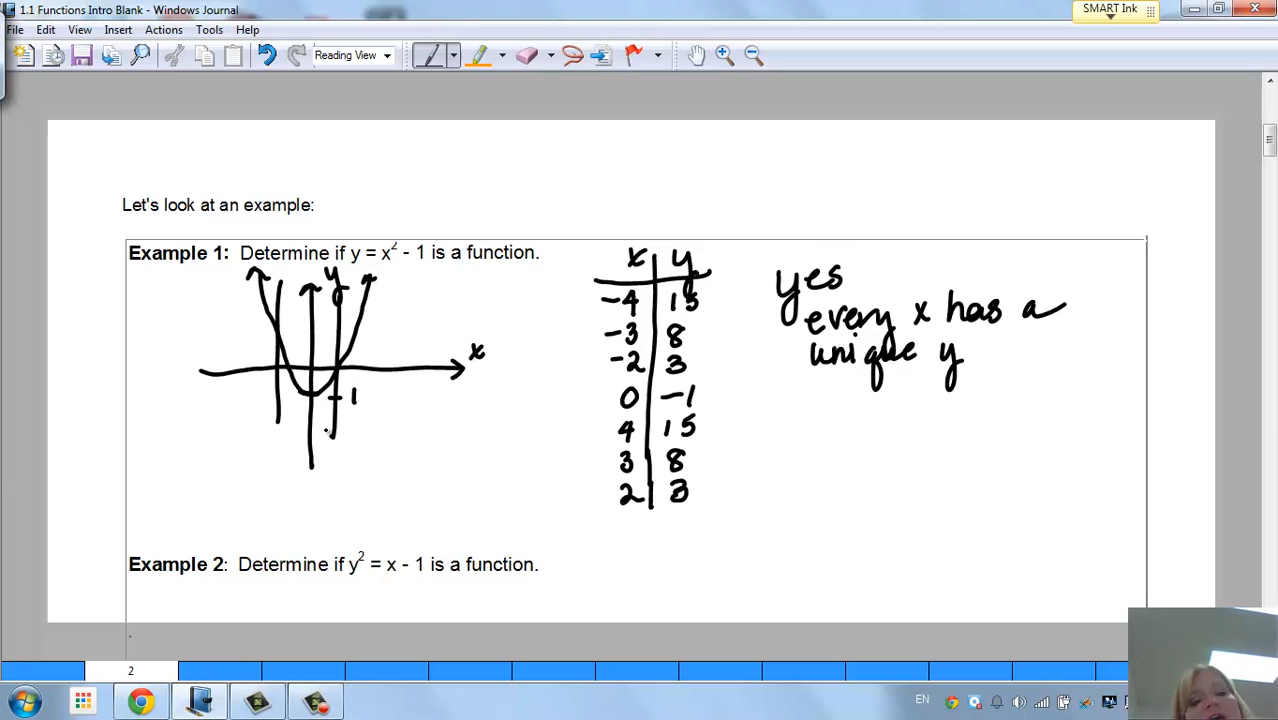 1.1 Functions Intro Blank - Windows Journal
SMART Ink
File Edit View Insert Actions Tools Help
Reading View
Let's look at an example:
Example 1: Determine if y = x² - 1 is a function.
y
x
-1
x y
-4 15
-3 8
-2 3
0 -1
4 15
3 8
2 3
yes
every x has a
unique y
Example 2: Determine if y² = x - 1 is a function.
2
EN